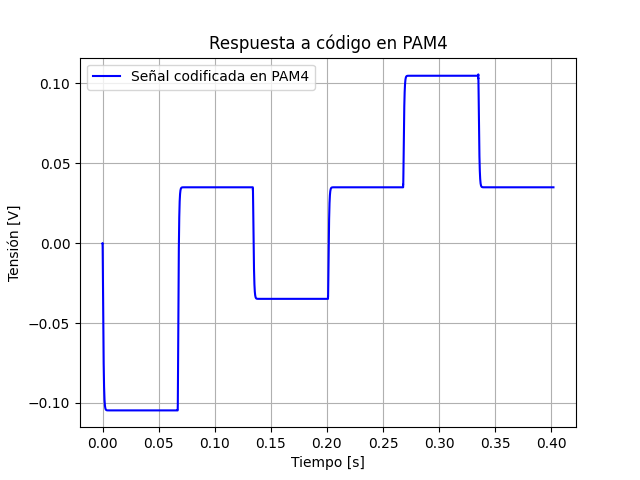 Respuesta a código en PAM4
Señal codificada en PAM4
Tensión [V]
0.10
0.05
0.00
−0.05
−0.10
0.00 0.05 0.10 0.15 0.20 0.25 0.30 0.35 0.40
Tiempo [s]